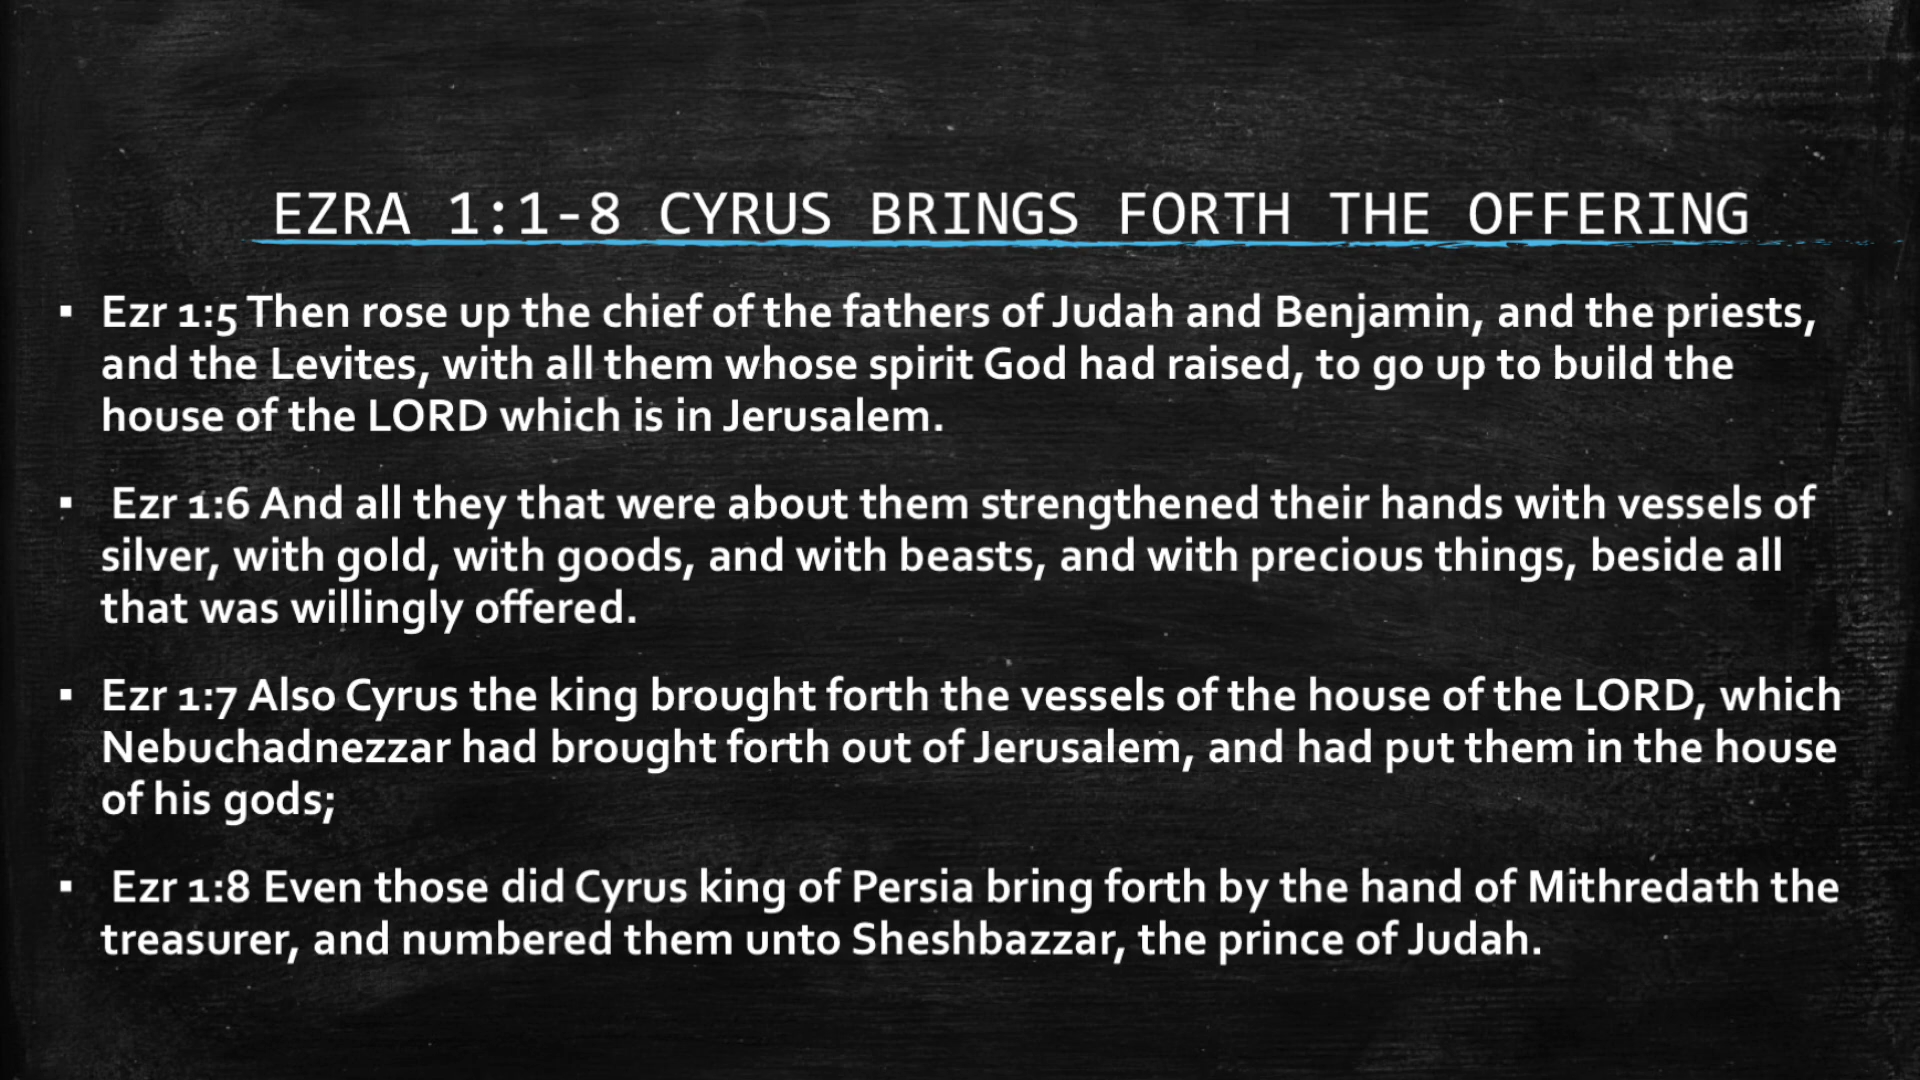 EZRA 1:1-8 CYRUS BRINGS FORTH THE OFFERING
▪ Ezr 1:5 Then rose up the chief of the fathers of Judah and Benjamin, and the priests,
and the Levites, with all them whose spirit God had raised, to go up to build the
house of the LORD which is in Jerusalem.
▪ Ezr 1:6 And all they that were about them strengthened their hands with vessels of
silver, with gold, with goods, and with beasts, and with precious things, beside all
that was willingly offered.
▪ Ezr 1:7 Also Cyrus the king brought forth the vessels of the house of the LORD, which
Nebuchadnezzar had brought forth out of Jerusalem, and had put them in the house
of his gods;
▪ Ezr 1:8 Even those did Cyrus king of Persia bring forth by the hand of Mithredath the
treasurer, and numbered them unto Sheshbazzar, the prince of Judah.